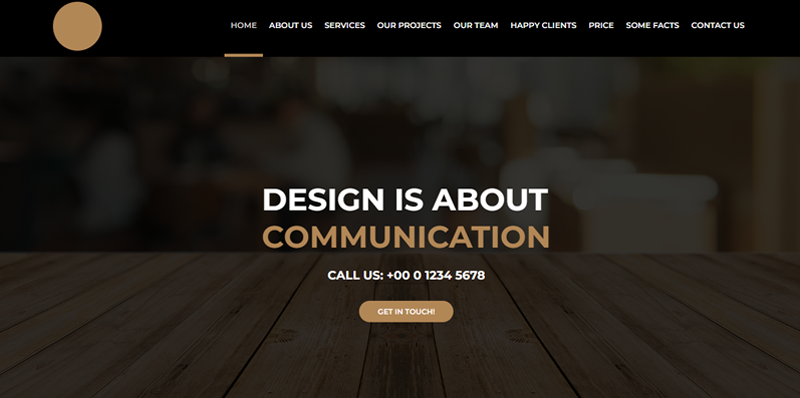 HOME ABOUT US SERVICES OUR PROJECTS OUR TEAM HAPPY CLIENTS PRICE SOME FACTS CONTACT US
DESIGN IS ABOUT
COMMUNICATION
CALL US: +00 0 1234 5678
GET IN TOUCH!